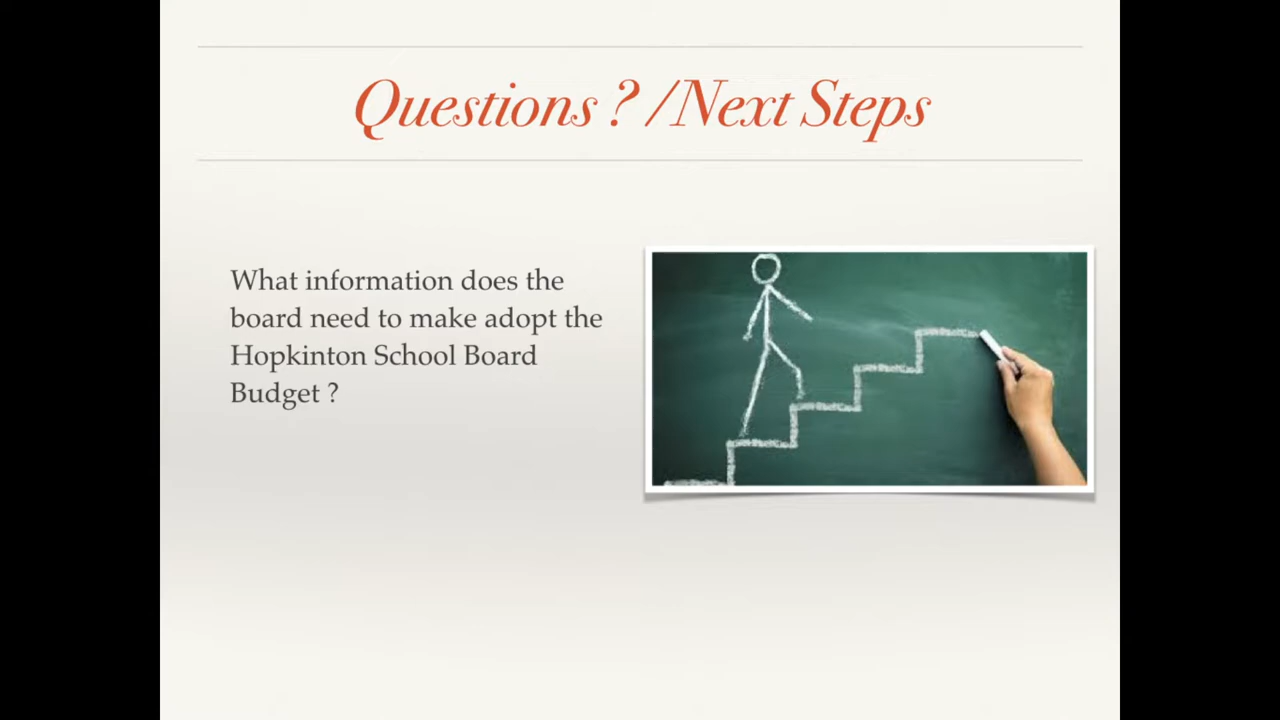 Questions ? /Next Steps
What information does the
board need to make adopt the
Hopkinton School Board
Budget ?